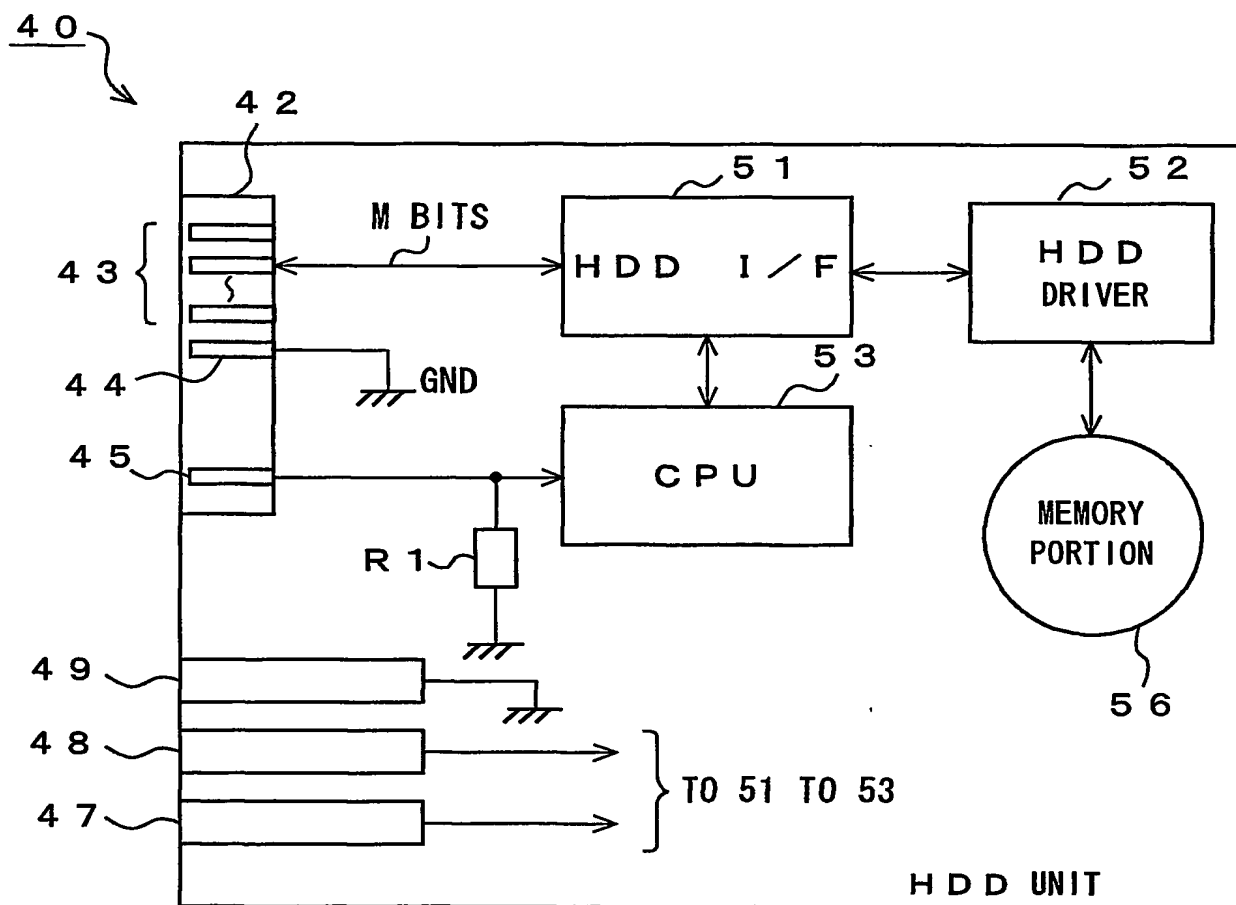 40
42
51
52
M BITS
43
HDD I/F
HDD
DRIVER
44
GND
53
45
CPU
MEMORY
PORTION
R1
49
56
48
TO 51 TO 53
47
HDD UNIT